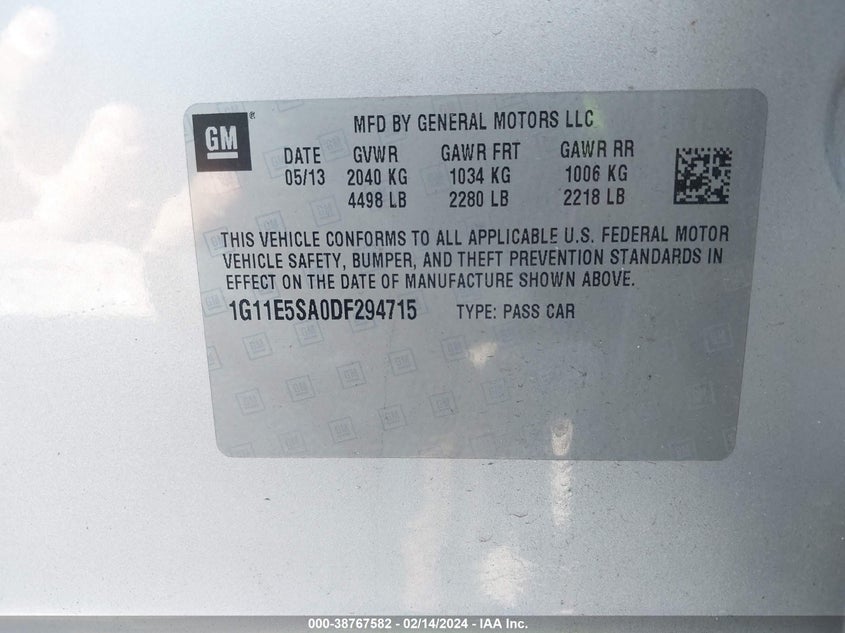 GM ®
MFD BY GENERAL MOTORS LLC
DATE GVWR GAWR FRT GAWR RR
05/13 2040 KG 1034 KG 1006 KG
4498 LB 2280 LB 2218 LB
THIS VEHICLE CONFORMS TO ALL APPLICABLE U.S. FEDERAL MOTOR
VEHICLE SAFETY, BUMPER, AND THEFT PREVENTION STANDARDS IN
EFFECT ON THE DATE OF MANUFACTURE SHOWN ABOVE.
1G11E5SA0DF294715 TYPE: PASS CAR
000-38767582 - 02/14/2024 - IAA Inc.